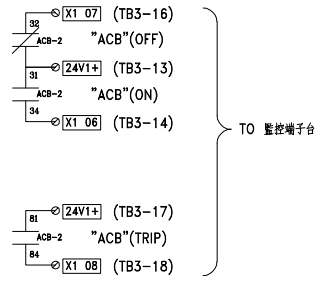 X1 07 (TB3-16)
32
ACB-2 "ACB"(OFF)
24V1+ (TB3-13)
31
ACB-2 "ACB"(ON)
34
X1 06 (TB3-14)
TO 監控端子台
24V1+ (TB3-17)
81
ACB-2 "ACB"(TRIP)
84
X1 08 (TB3-18)